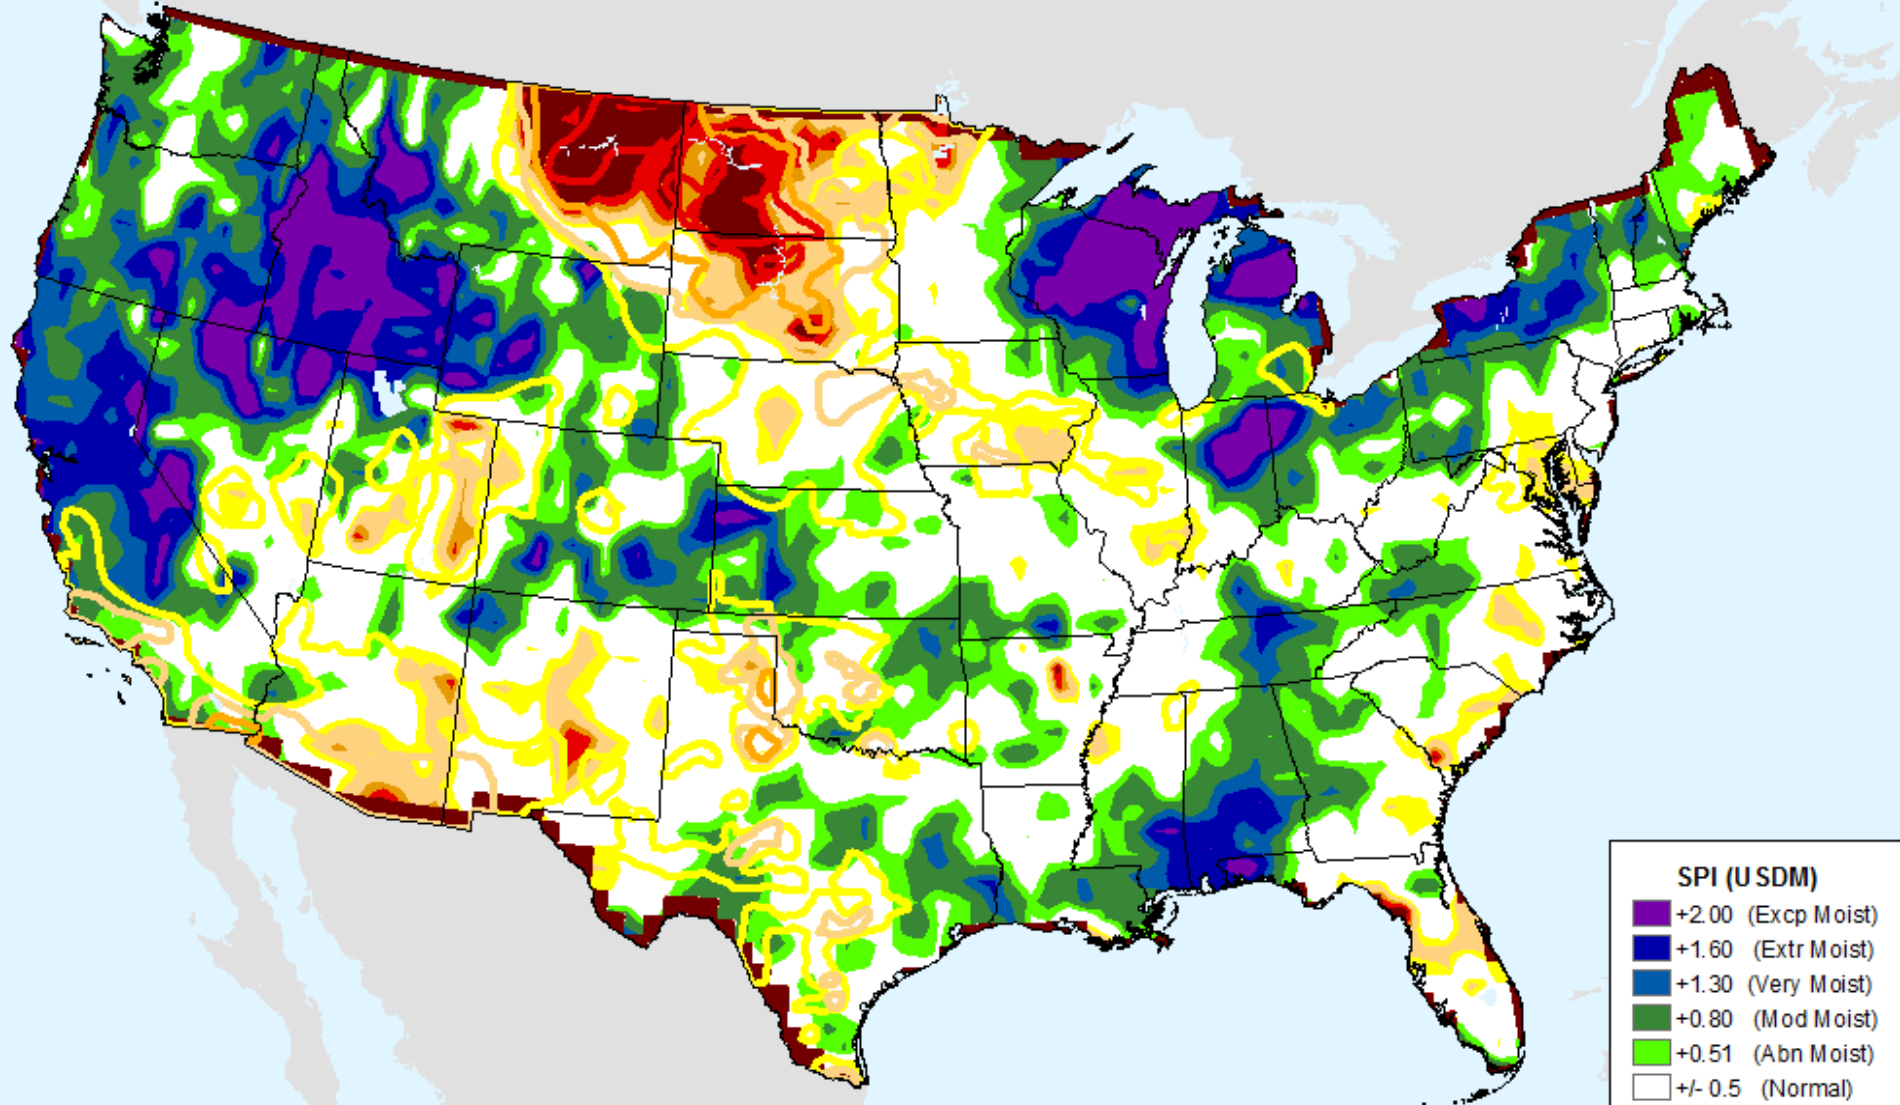 SPI (USDM)
+2.00 (Excp Moist)
+1.60 (Extr Moist)
+1.30 (Very Moist)
+0.80 (Mod Moist)
+0.51 (Abn Moist)
+/- 0.5 (Normal)